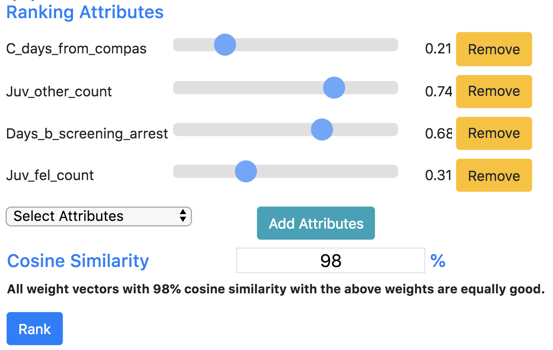 Ranking Attributes
C_days_from_compas 0.21 Remove
Juv_other_count 0.74 Remove
Days_b_screening_arrest 0.68 Remove
Juv_fel_count 0.31 Remove
Select Attributes Add Attributes
Cosine Similarity 98 %
All weight vectors with 98% cosine similarity with the above weights are equally good.
Rank